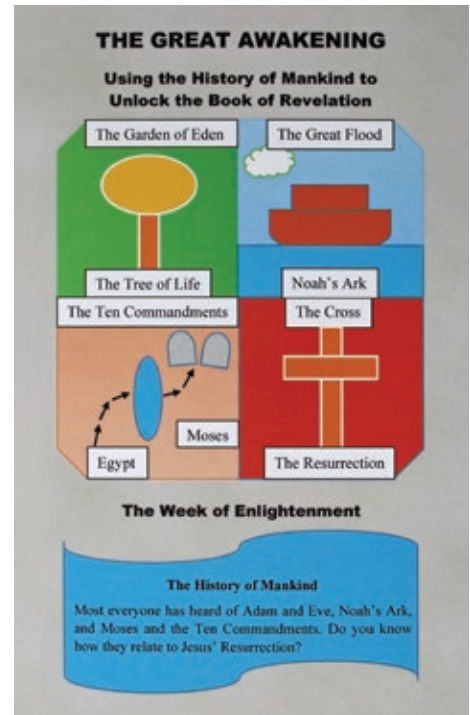 THE GREAT AWAKENING
Using the History of Mankind to
Unlock the Book of Revelation
The Garden of Eden
The Great Flood
The Tree of Life
Noah's Ark
The Ten Commandments
The Cross
Moses
Egypt
The Resurrection
The Week of Enlightenment
The History of Mankind
Most everyone has heard of Adam and Eve, Noah's Ark,
and Moses and the Ten Commandments. Do you know
how they relate to Jesus' Resurrection?